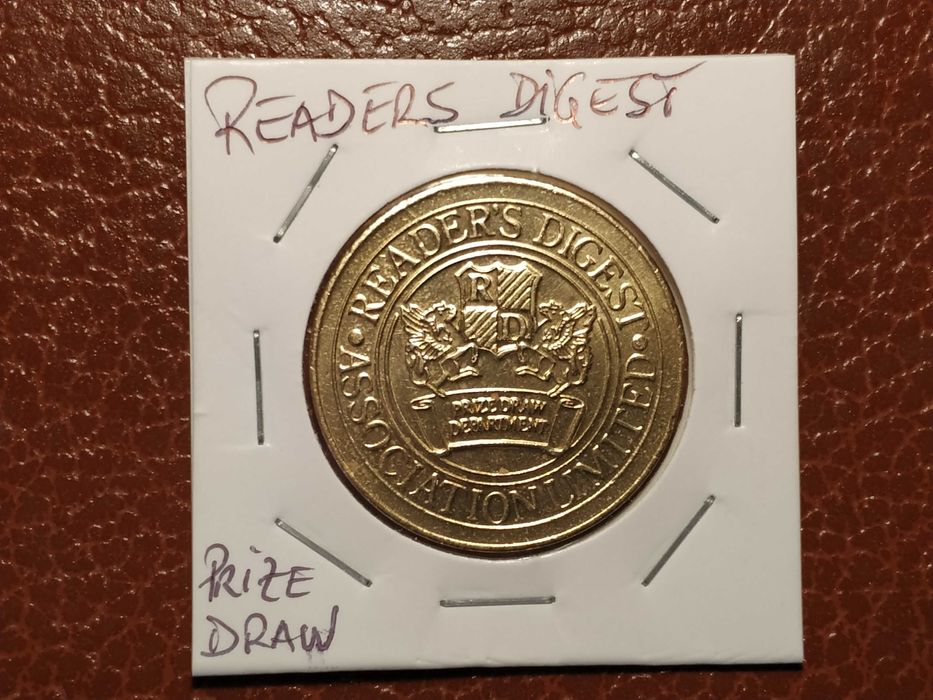 READERS DIGEST
• READER'S DIGEST •
ASSOCIATION LIMITED
R
D
PRIZE DRAW
DEPARTMENT
PRIZE
DRAW